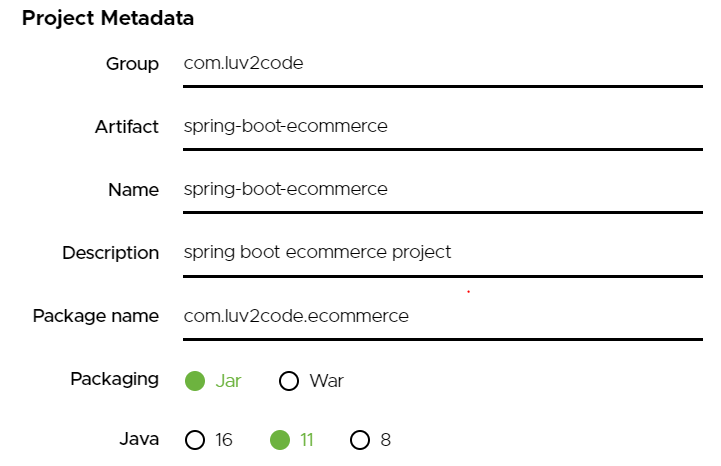 Project Metadata
Group com.luv2code
Artifact spring-boot-ecommerce
Name spring-boot-ecommerce
Description spring boot ecommerce project
Package name com.luv2code.ecommerce
Packaging Jar War
Java 16 11 8